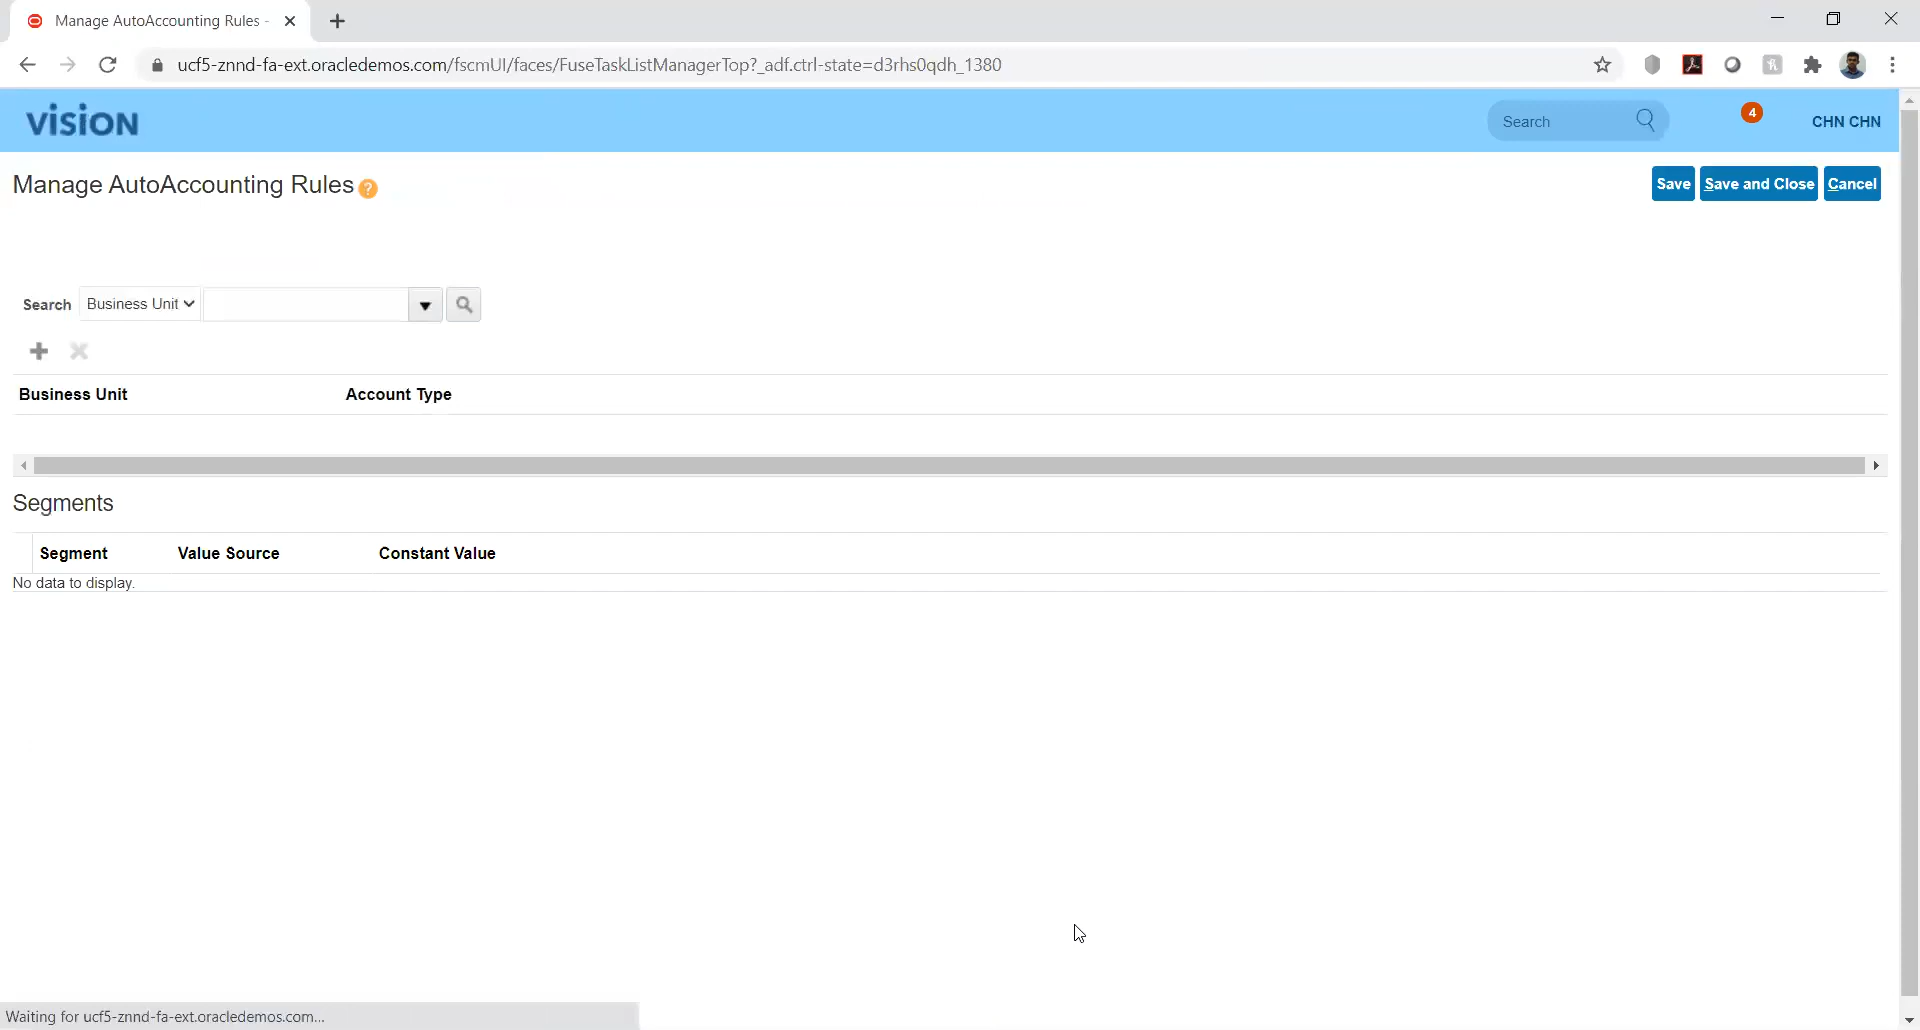 Manage AutoAccounting Rules -
ucf5-znnd-fa-ext.oracledemos.com/fscmUI/faces/FuseTaskListManagerTop?_adf.ctrl-state=d3rhs0qdh_1380
VISION
Search
4
CHN CHN
Manage AutoAccounting Rules ?
Save Save and Close Cancel
Search Business Unit
Business Unit Account Type
Segments
Segment Value Source Constant Value
No data to display.
Waiting for ucf5-znnd-fa-ext.oracledemos.com...